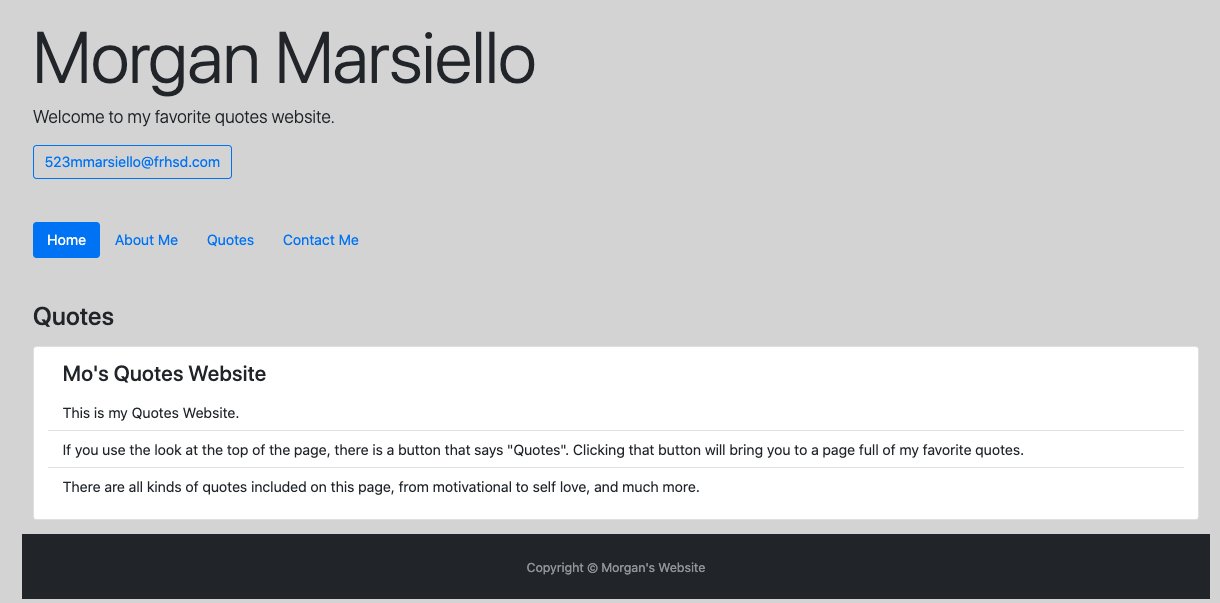 Morgan Marsiello
Welcome to my favorite quotes website.
523mmarsiello@frhsd.com
Home About Me Quotes Contact Me
Quotes
Mo's Quotes Website
This is my Quotes Website.
If you use the look at the top of the page, there is a button that says "Quotes". Clicking that button will bring you to a page full of my favorite quotes.
There are all kinds of quotes included on this page, from motivational to self love, and much more.
Copyright © Morgan's Website